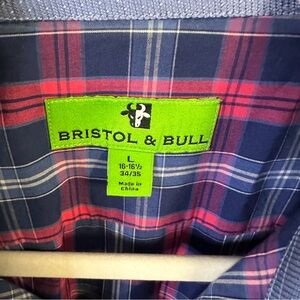 BRISTOL & BULL
L
16-16½
34/35
Made in
China